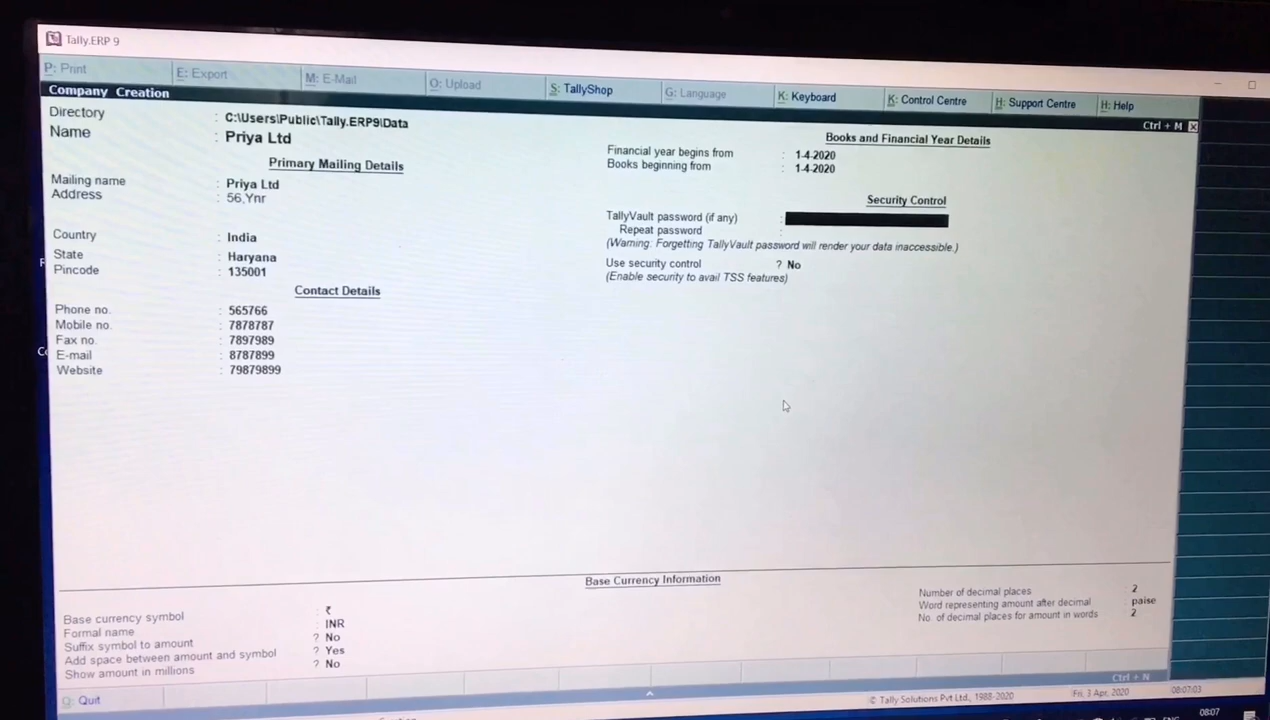 Tally.ERP 9
P: Print E: Export M: E-Mail O: Upload S: TallyShop G: Language K: Keyboard K: Control Centre H: Support Centre H: Help
Company Creation Ctrl + M
Directory : C:\Users\Public\Tally.ERP9\Data
Name : Priya Ltd
Primary Mailing Details
Mailing name : Priya Ltd
Address : 56,Ynr
Country : India
State : Haryana
Pincode : 135001
Contact Details
Phone no. : 565766
Mobile no. : 7878787
Fax no. : 7897989
E-mail : 8787899
Website : 79879899
Books and Financial Year Details
Financial year begins from : 1-4-2020
Books beginning from : 1-4-2020
Security Control
TallyVault password (if any) :
Repeat password :
(Warning: Forgetting TallyVault password will render your data inaccessible.)
Use security control ? No
(Enable security to avail TSS features)
Base Currency Information
Base currency symbol : ₹
Formal name : INR
Suffix symbol to amount ? No
Add space between amount and symbol ? Yes
Show amount in millions ? No
Number of decimal places : 2
Word representing amount after decimal : paise
No. of decimal places for amount in words : 2
Q: Quit
Ctrl + N
© Tally Solutions Pvt Ltd., 1988-2020 Fri, 3 Apr, 2020 08:07:03
08:07